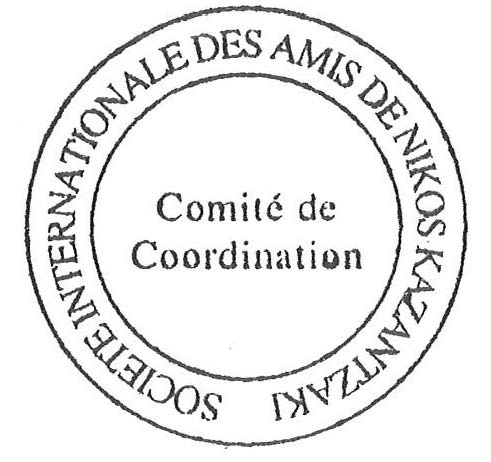 SOCIETE INTERNATIONALE DES AMIS DE NIKOS KAZANTZAKI
Comité de
Coordination